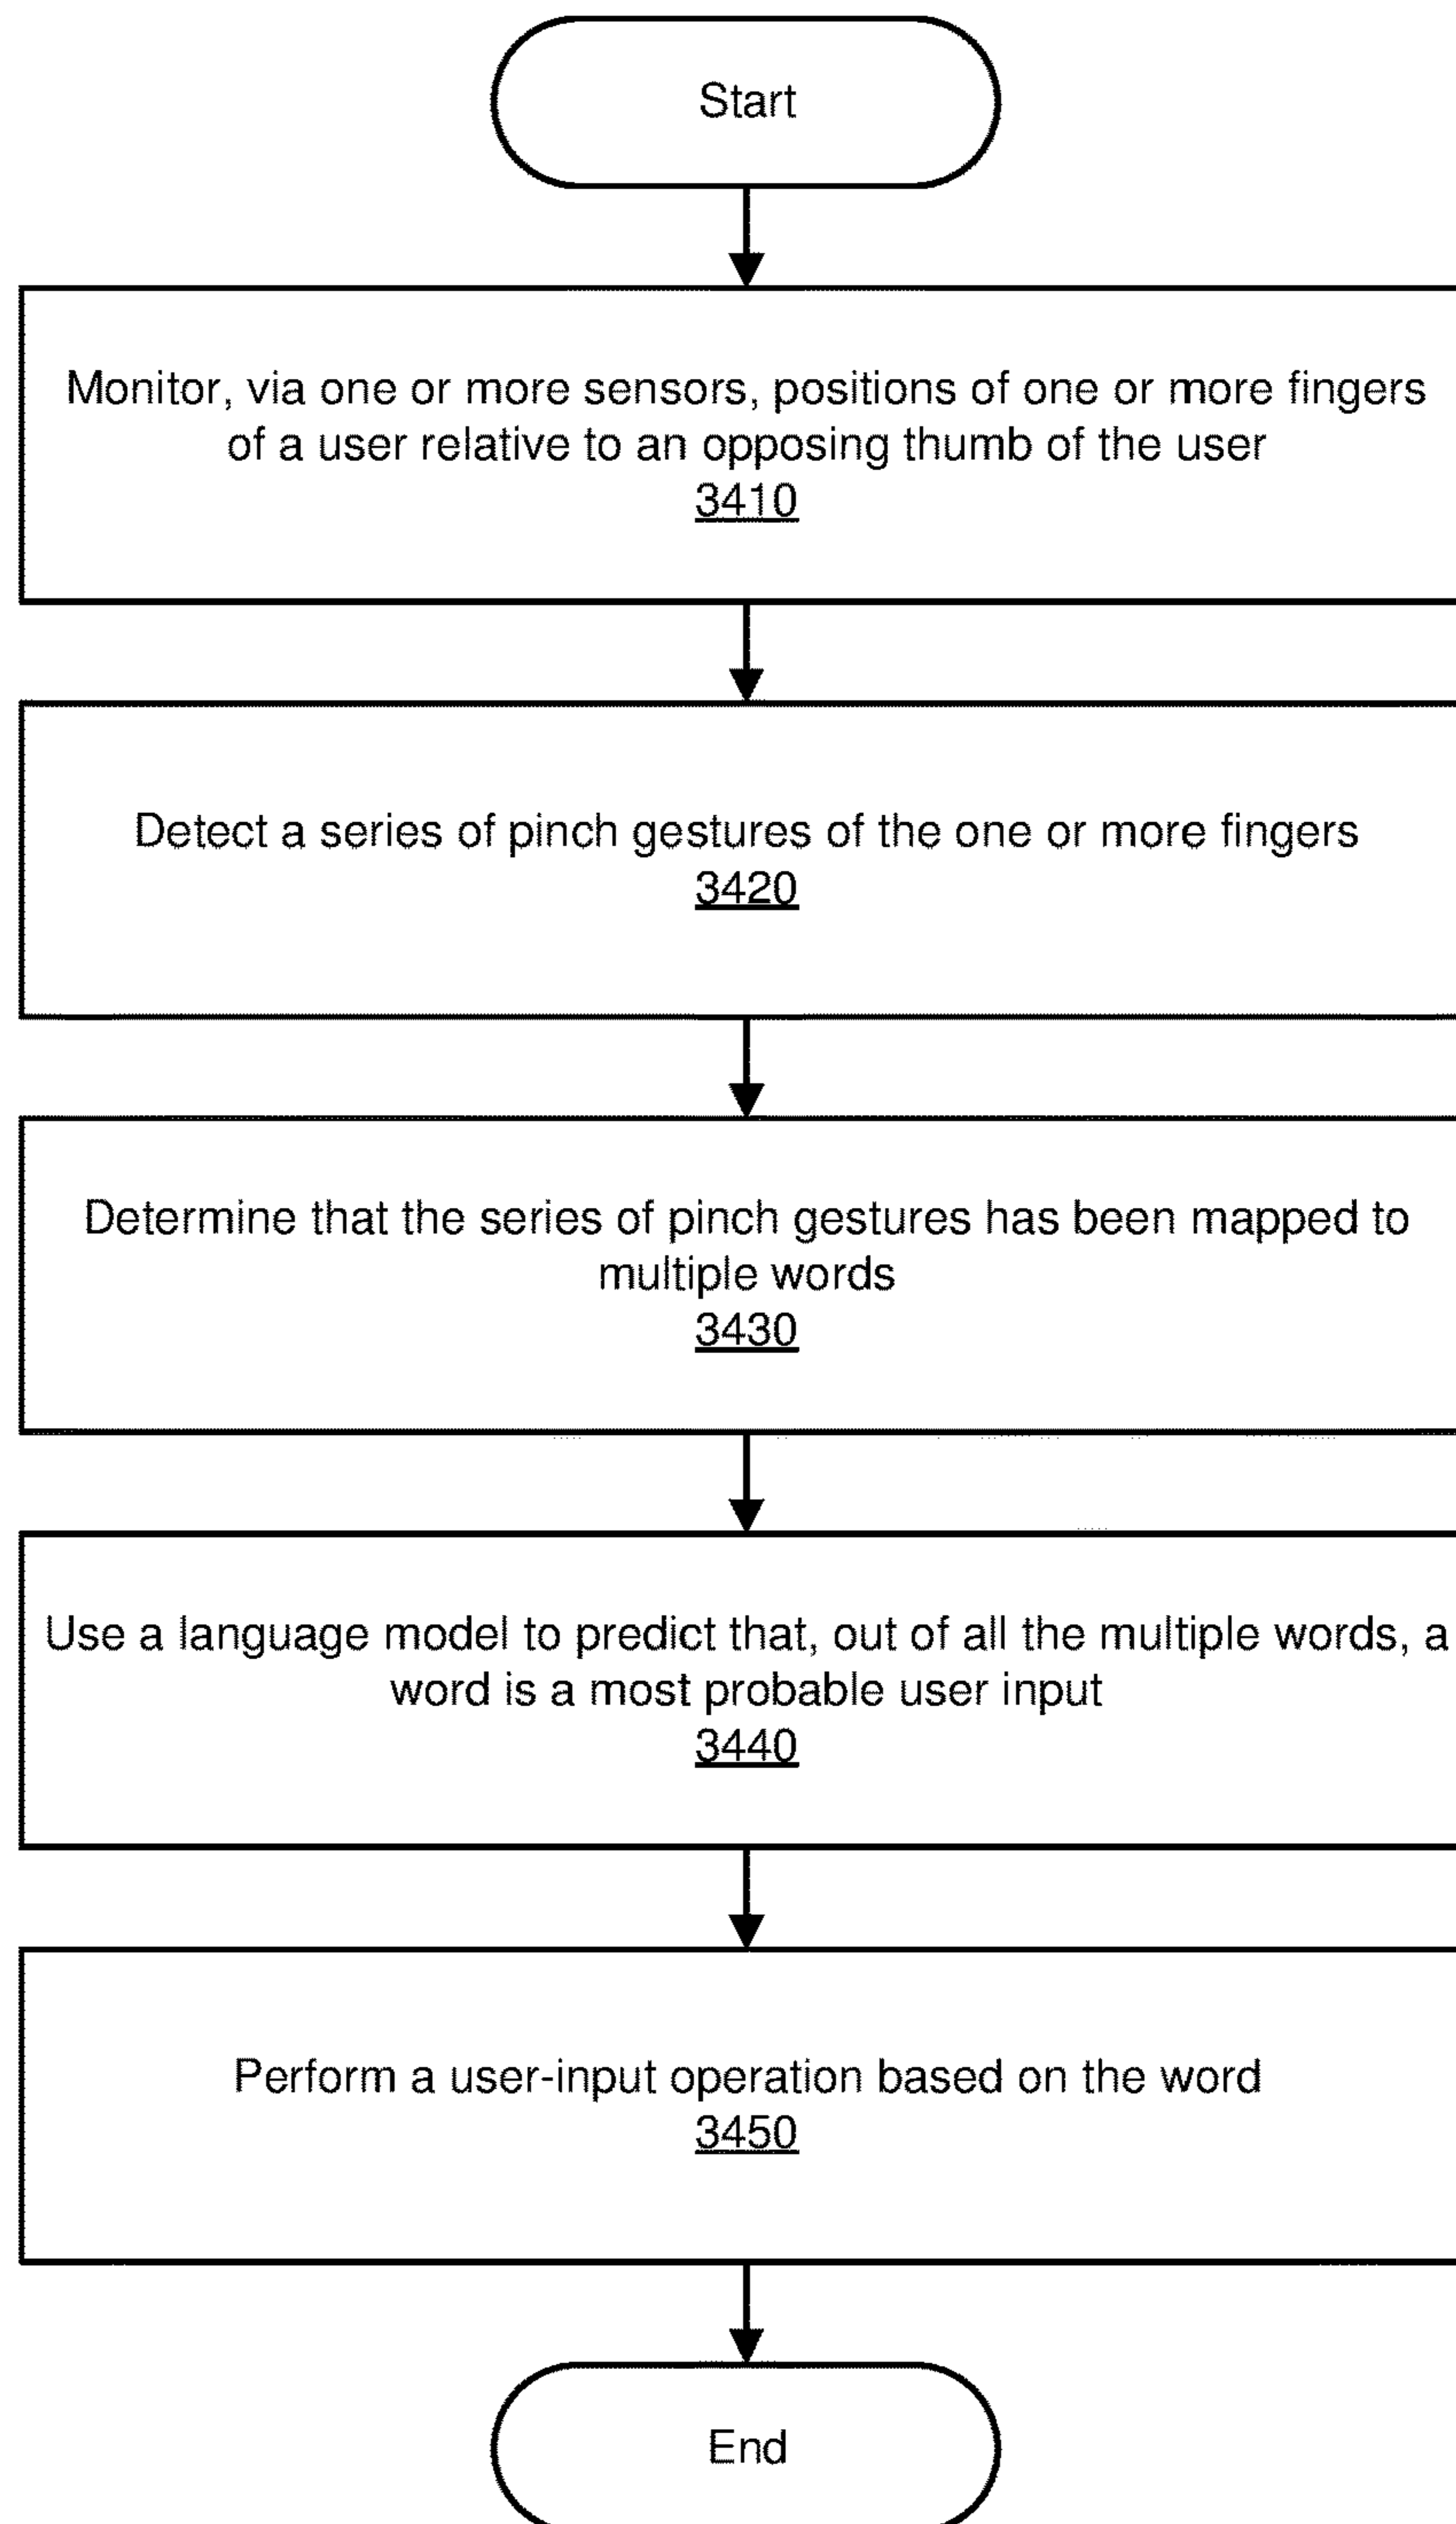 Start
Monitor, via one or more sensors, positions of one or more fingers
of a user relative to an opposing thumb of the user
3410
Detect a series of pinch gestures of the one or more fingers
3420
Determine that the series of pinch gestures has been mapped to
multiple words
3430
Use a language model to predict that, out of all the multiple words, a
word is a most probable user input
3440
Perform a user-input operation based on the word
3450
End